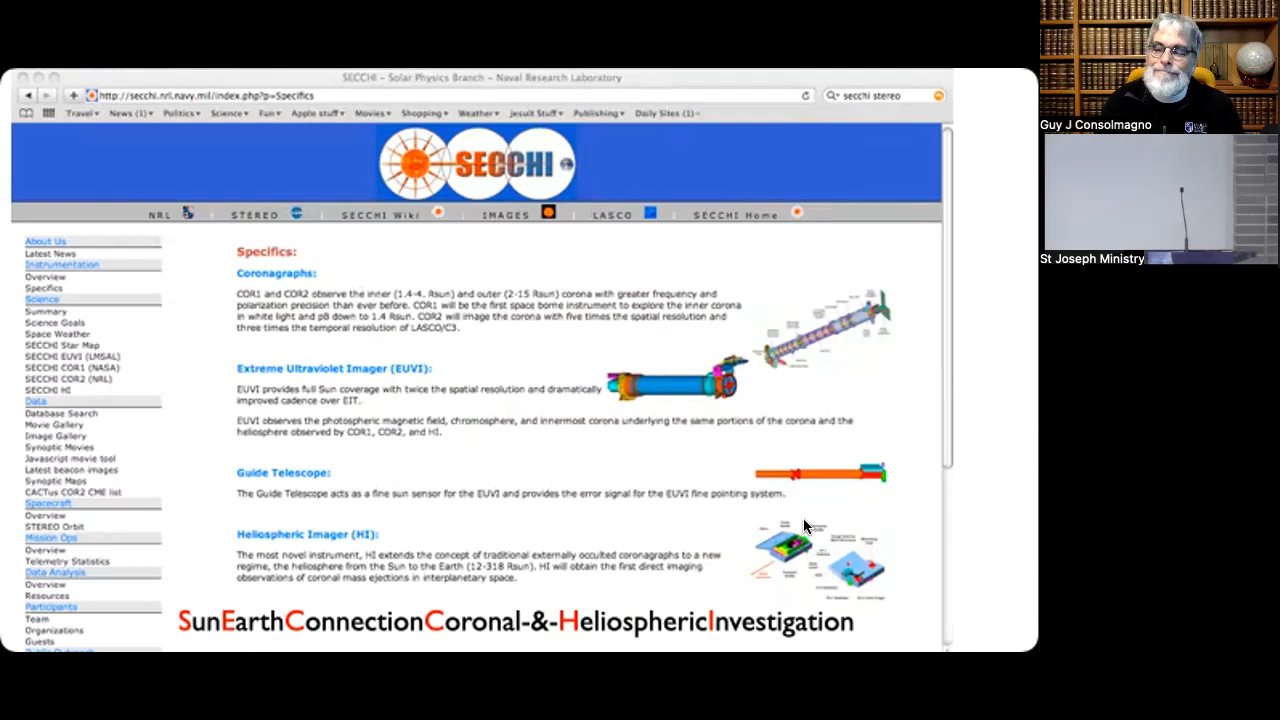 SECCHI – Solar Physics Branch – Naval Research Laboratory
http://secchi.nrl.navy.mil/index.php?p=Specifics
secchi stereo
Travel News (1) Politics Science Fun Apple stuff Movies Shopping Weather Jesuit Stuff Publishing Daily Sites (1)
SECCHI
NRL | STEREO | SECCHI Wiki | IMAGES | LASCO | SECCHI Home
About Us
Latest News
Instrumentation
Overview
Specifics
Science
Summary
Science Goals
Space Weather
SECCHI Star Map
SECCHI EUVI (LMSAL)
SECCHI COR1 (NASA)
SECCHI COR2 (NRL)
SECCHI HI
Data
Database Search
Movie Gallery
Image Gallery
Synoptic Movies
Javascript movie tool
Latest beacon images
Synoptic Maps
CACTus COR2 CME list
Spacecraft
Overview
STEREO Orbit
Mission Ops
Overview
Telemetry Statistics
Data Analysis
Overview
Resources
Participants
Team
Organizations
Guests
Specifics:
Coronagraphs:
COR1 and COR2 observe the inner (1.4-4. Rsun) and outer (2-15 Rsun) corona with greater frequency and
polarization precision than ever before. COR1 will be the first space borne instrument to explore the inner corona
in white light and pB down to 1.4 Rsun. COR2 will image the corona with five times the spatial resolution and
three times the temporal resolution of LASCO/C3.
Extreme Ultraviolet Imager (EUVI):
EUVI provides full Sun coverage with twice the spatial resolution and dramatically
improved cadence over EIT.
EUVI observes the photospheric magnetic field, chromosphere, and innermost corona underlying the same portions of the corona and the
heliosphere observed by COR1, COR2, and HI.
Guide Telescope:
The Guide Telescope acts as a fine sun sensor for the EUVI and provides the error signal for the EUVI fine pointing system.
Heliospheric Imager (HI):
The most novel instrument, HI extends the concept of traditional externally occulted coronagraphs to a new
regime, the heliosphere from the Sun to the Earth (12-318 Rsun). HI will obtain the first direct imaging
observations of coronal mass ejections in interplanetary space.
SunEarthConnectionCoronal-&-HeliosphericInvestigation
Guy J Consolmagno
St Joseph Ministry